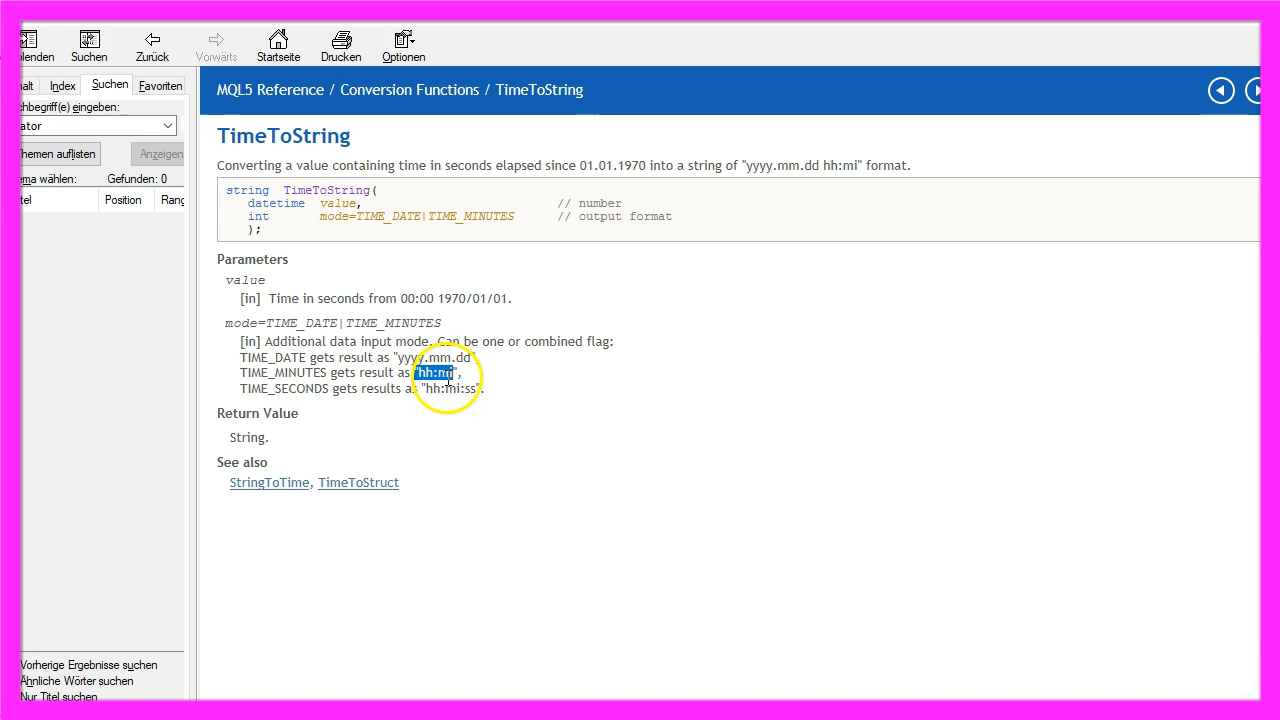 Suchen
Zurück
Vorwärts
Startseite
Drucken
Optionen
Index
Suchen
Favoriten
Gefunden: 0
Position
Rang
Vorherige Ergebnisse suchen
Ähnliche Wörter suchen
Nur Titel suchen
MQL5 Reference / Conversion Functions / TimeToString
TimeToString
Converting a value containing time in seconds elapsed since 01.01.1970 into a string of "yyyy.mm.dd hh:mi" format.
string TimeToString(
datetime value, // number
int mode=TIME_DATE|TIME_MINUTES // output format
);
Parameters
value
[in] Time in seconds from 00:00 1970/01/01.
mode=TIME_DATE|TIME_MINUTES
[in] Additional data input mode. Can be one or combined flag:
TIME_DATE gets result as "yyyy.mm.dd",
TIME_MINUTES gets result as "hh:mi",
TIME_SECONDS gets results as "hh:mi:ss".
Return Value
String.
See also
StringToTime, TimeToStruct